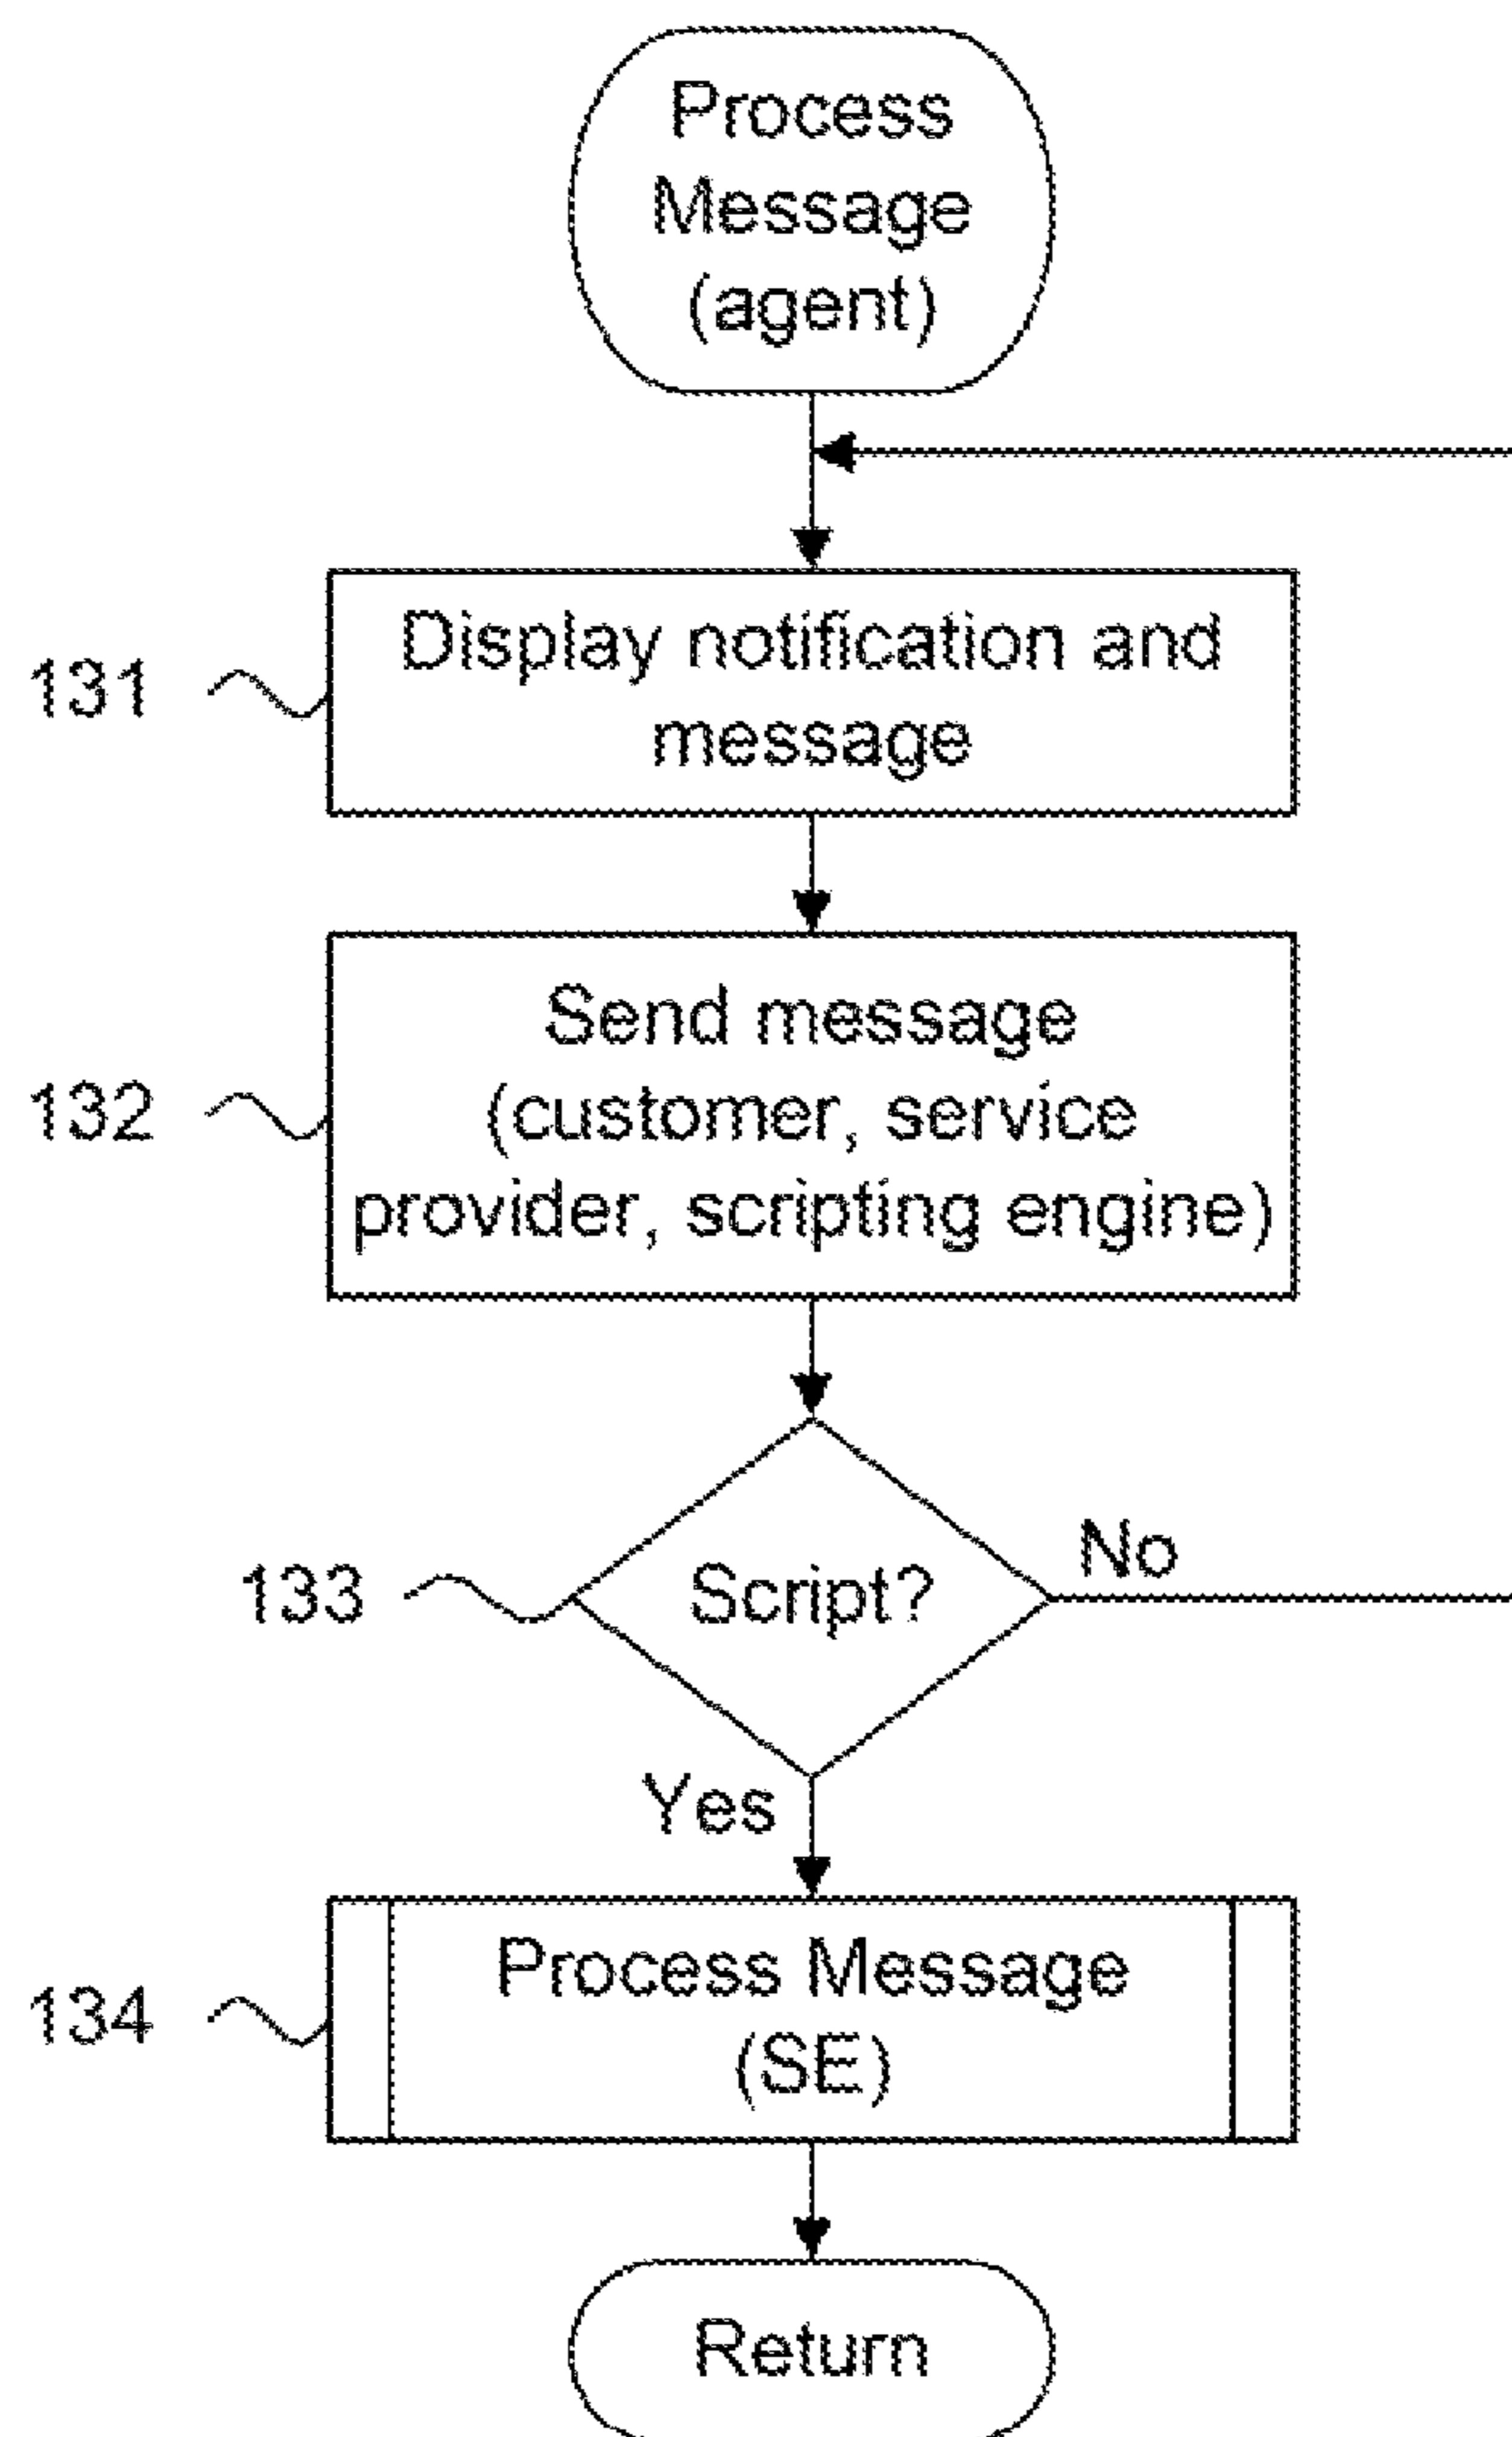 Process
Message
(agent)
131
Display notification and
message
132
Send message
(customer, service
provider, scripting engine)
133
Script?
No
Yes
134
Process Message
(SE)
Return